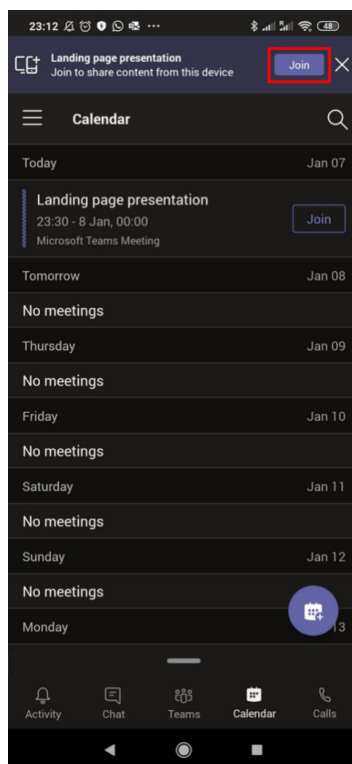 23:12
48
Landing page presentation
Join to share content from this device
Join
Calendar
Today Jan 07
Landing page presentation
23:30 - 8 Jan, 00:00
Microsoft Teams Meeting
Join
Tomorrow Jan 08
No meetings
Thursday Jan 09
No meetings
Friday Jan 10
No meetings
Saturday Jan 11
No meetings
Sunday Jan 12
No meetings
Monday 13
Activity Chat Teams Calendar Calls